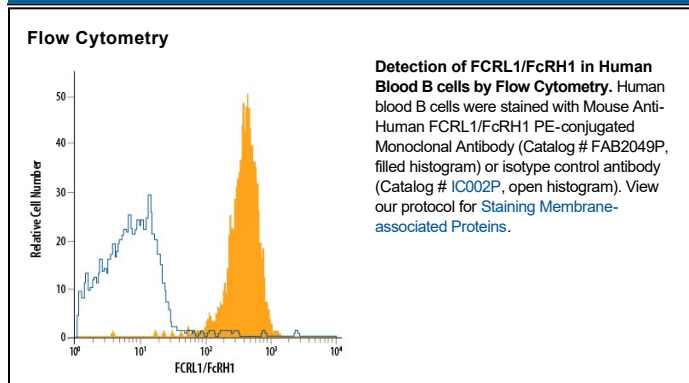 Flow Cytometry
Detection of FCRL1/FcRH1 in Human
Blood B cells by Flow Cytometry. Human
blood B cells were stained with Mouse Anti-
Human FCRL1/FcRH1 PE-conjugated
Monoclonal Antibody (Catalog # FAB2049P,
filled histogram) or isotype control antibody
(Catalog # IC002P, open histogram). View
our protocol for Staining Membrane-
associated Proteins.
Relative Cell Number
50
40
30
20
10
0
10⁰ 10¹ 10² 10³ 10⁴
FCRL1/FcRH1